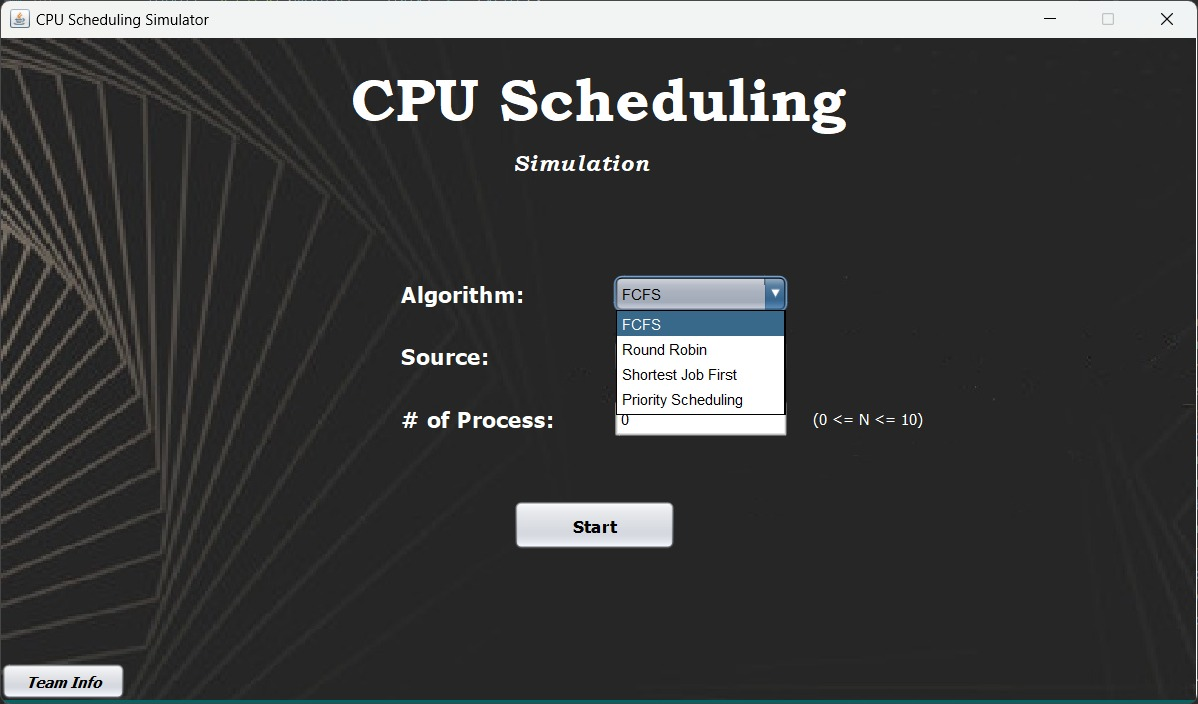 CPU Scheduling Simulator
CPU Scheduling
Simulation
Algorithm: FCFS
FCFS
Round Robin
Shortest Job First
Priority Scheduling
Source:
# of Process: 0 (0 <= N <= 10)
Start
Team Info